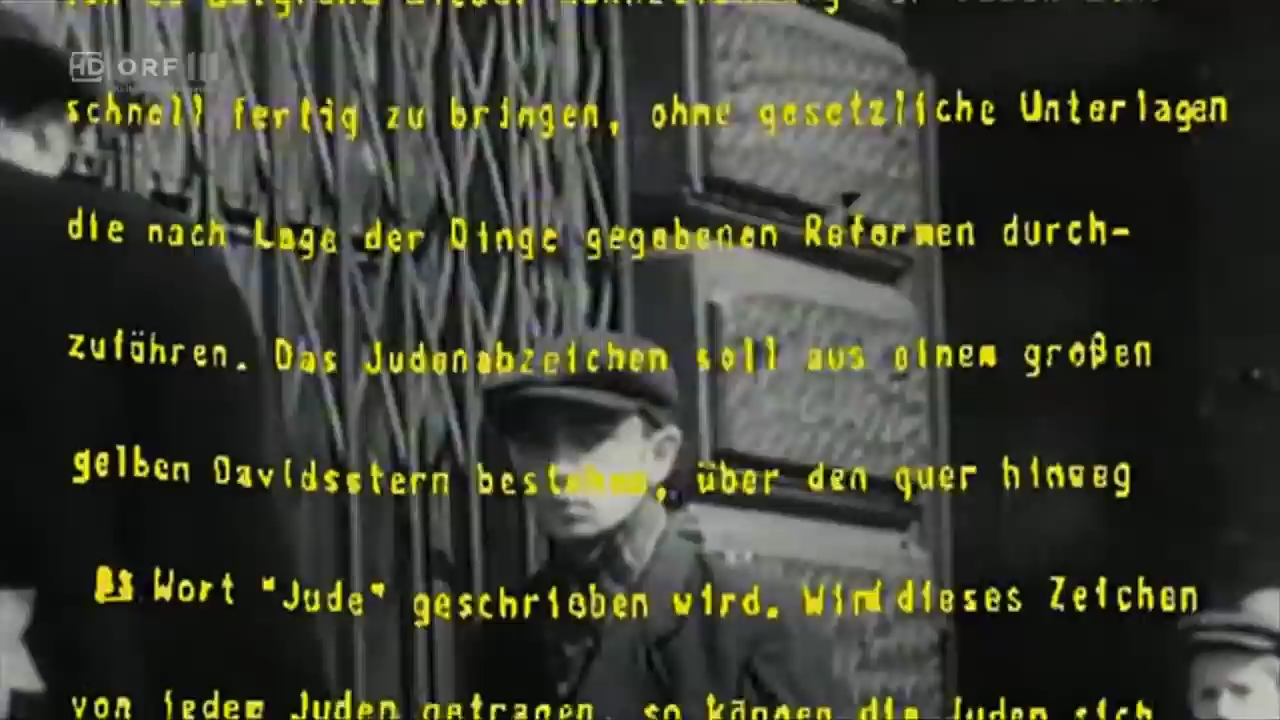 HD ORF III
schnell fertig zu bringen, ohne gesetzliche Unterlagen
die nach Lage der Dinge gegebenen Reformen durch-
zuführen. Das Judenabzeichen soll aus einem großen
gelben Davidsstern bestehen, über den quer hinweg
Wort "Jude" geschrieben wird. Wird dieses Zeichen
von jedem Juden getragen, so können die Juden sich